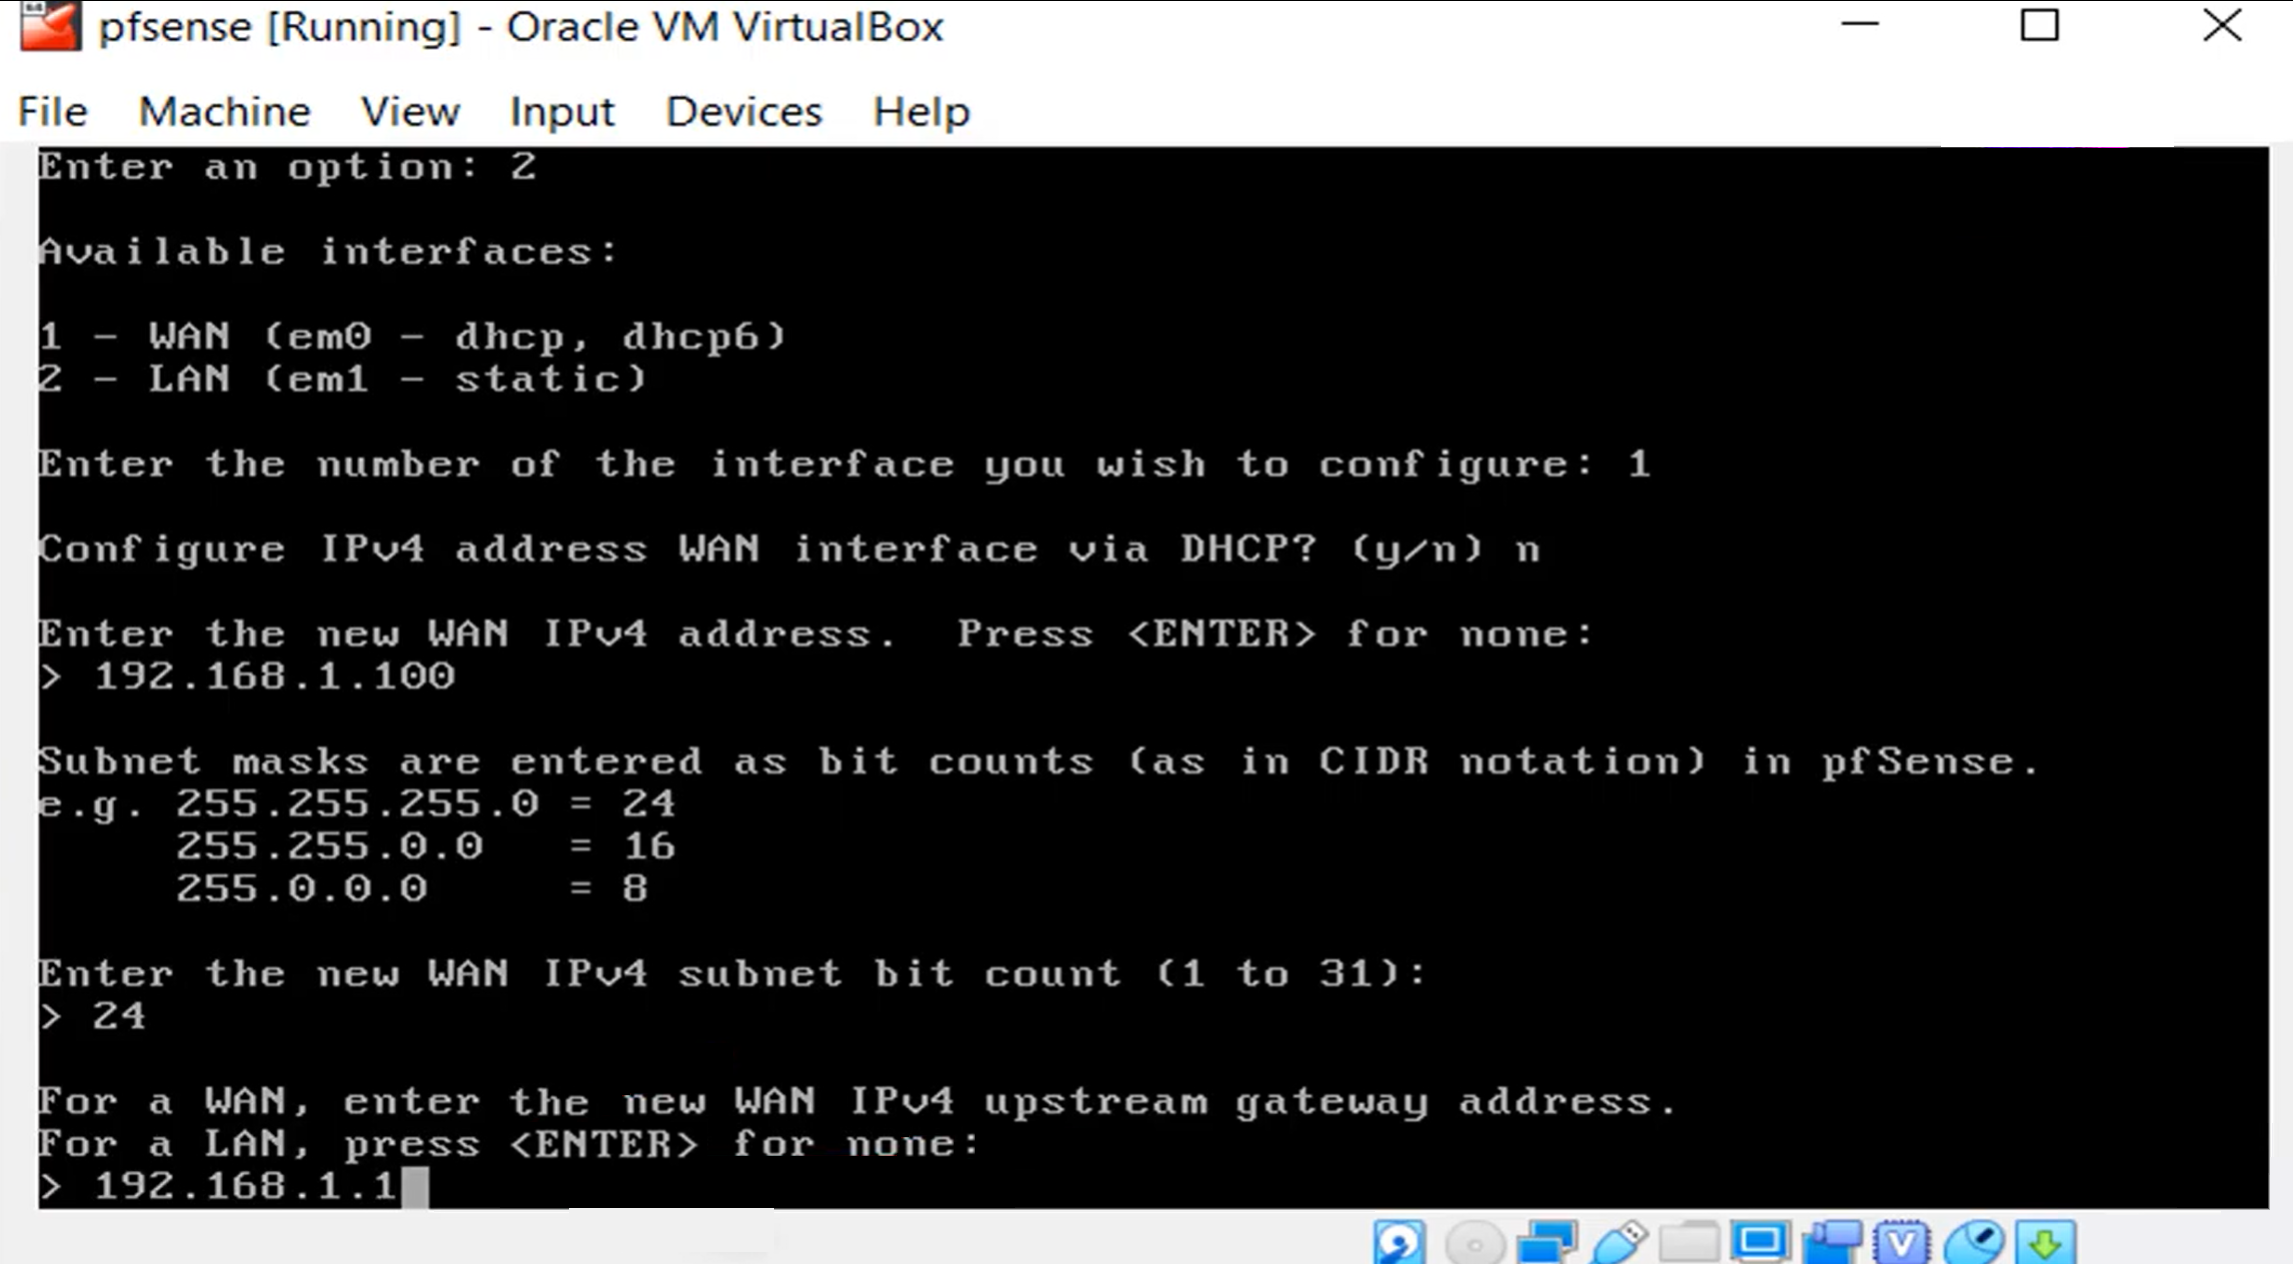 pfsense [Running] - Oracle VM VirtualBox
File Machine View Input Devices Help
Enter an option: 2
Available interfaces:
1 - WAN (em0 - dhcp, dhcp6)
2 - LAN (em1 - static)
Enter the number of the interface you wish to configure: 1
Configure IPv4 address WAN interface via DHCP? (y/n) n
Enter the new WAN IPv4 address.  Press <ENTER> for none:
> 192.168.1.100
Subnet masks are entered as bit counts (as in CIDR notation) in pfSense.
e.g. 255.255.255.0 = 24
255.255.0.0 = 16
255.0.0.0 = 8
Enter the new WAN IPv4 subnet bit count (1 to 31):
> 24
For a WAN, enter the new WAN IPv4 upstream gateway address.
For a LAN, press <ENTER> for none:
> 192.168.1.1